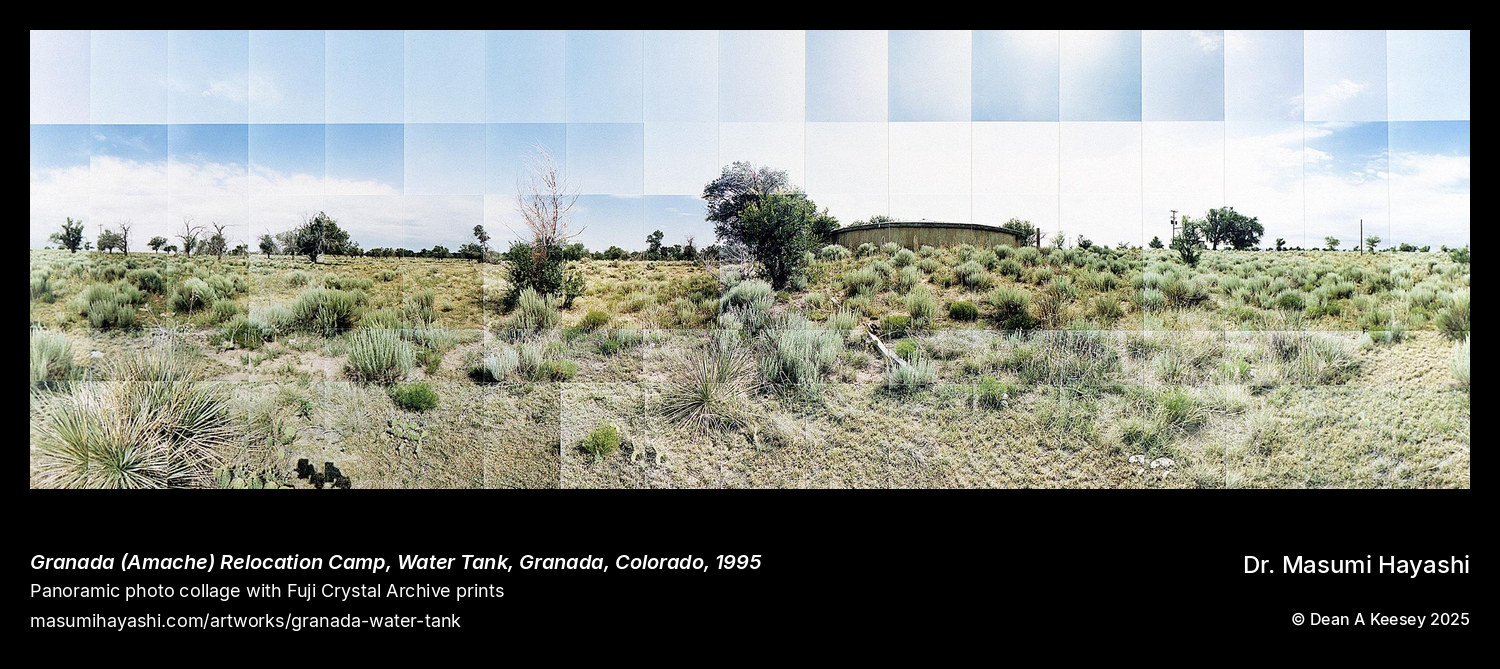 Granada (Amache) Relocation Camp, Water Tank, Granada, Colorado, 1995
Panoramic photo collage with Fuji Crystal Archive prints
masumihayashi.com/artworks/granada-water-tank
Dr. Masumi Hayashi
© Dean A Keesey 2025